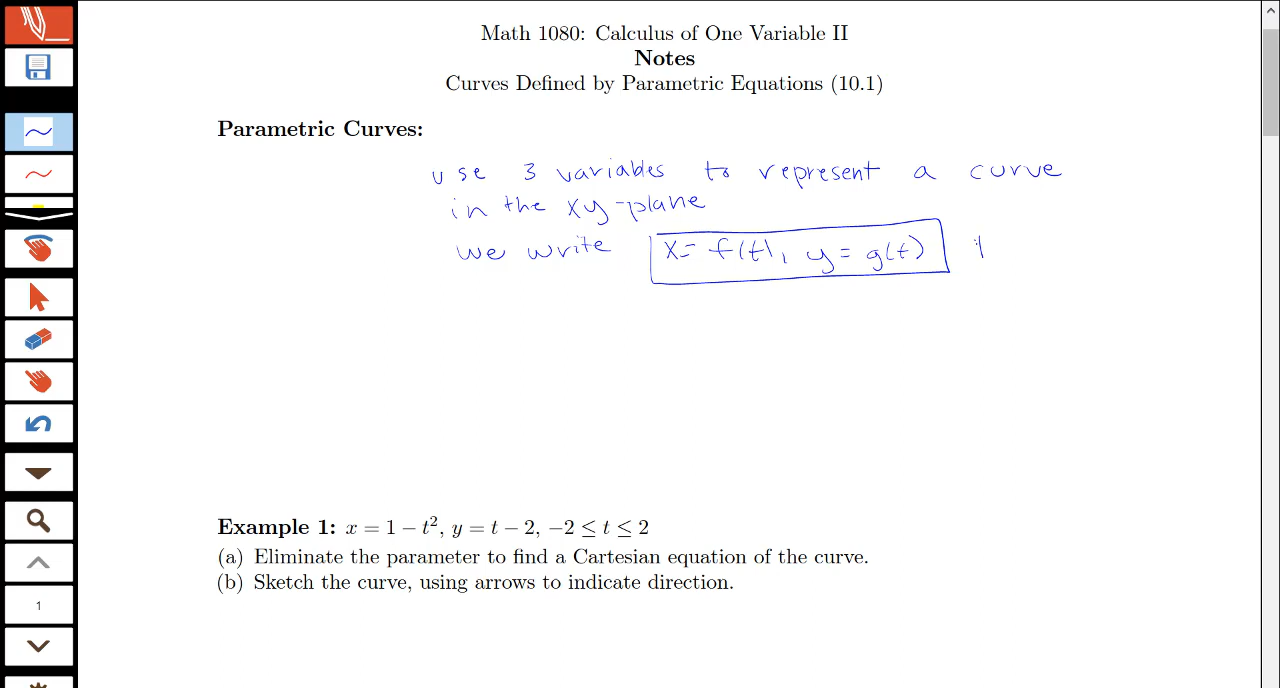 Math 1080: Calculus of One Variable II
Notes
Curves Defined by Parametric Equations (10.1)
Parametric Curves:
use 3 variables to represent a curve
in the xy-plane
we write x = f(t), y = g(t)
Example 1: x = 1 − t², y = t − 2, −2 ≤ t ≤ 2
(a) Eliminate the parameter to find a Cartesian equation of the curve.
(b) Sketch the curve, using arrows to indicate direction.
1